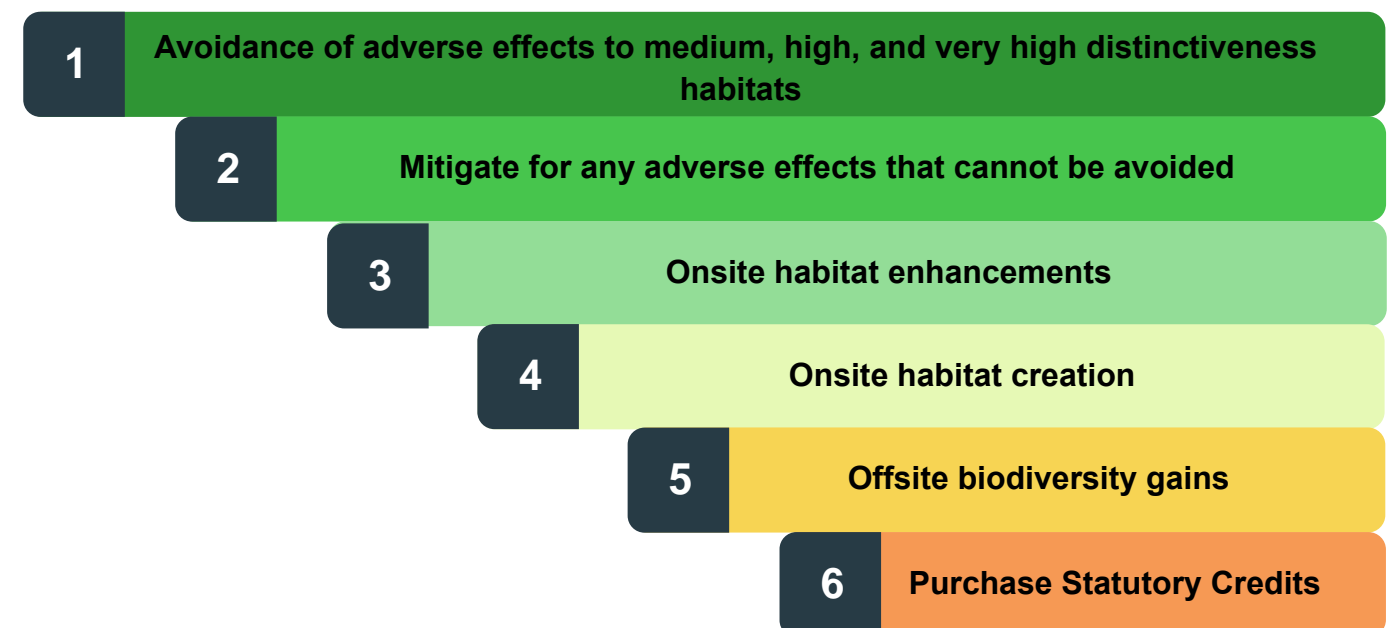 1
Avoidance of adverse effects to medium, high, and very high distinctiveness
habitats
2
Mitigate for any adverse effects that cannot be avoided
3
Onsite habitat enhancements
4
Onsite habitat creation
5
Offsite biodiversity gains
6
Purchase Statutory Credits